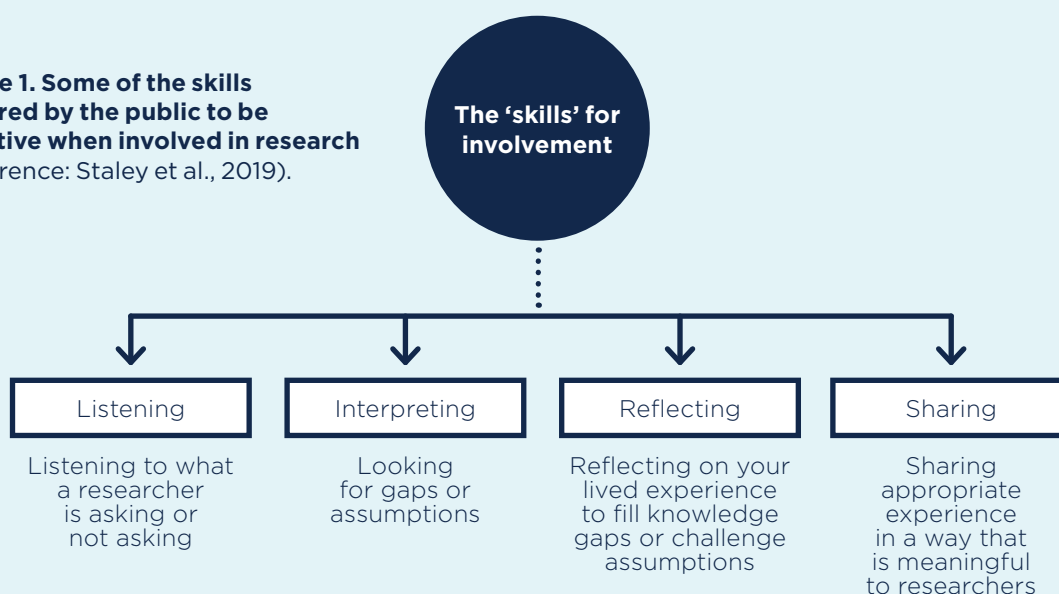 e 1. Some of the skills
red by the public to be
tive when involved in research
rence: Staley et al., 2019).
The ‘skills’ for
involvement
Listening
Listening to what
a researcher
is asking or
not asking
Interpreting
Looking
for gaps or
assumptions
Reflecting
Reflecting on your
lived experience
to fill knowledge
gaps or challenge
assumptions
Sharing
Sharing
appropriate
experience
in a way that
is meaningful
to researchers